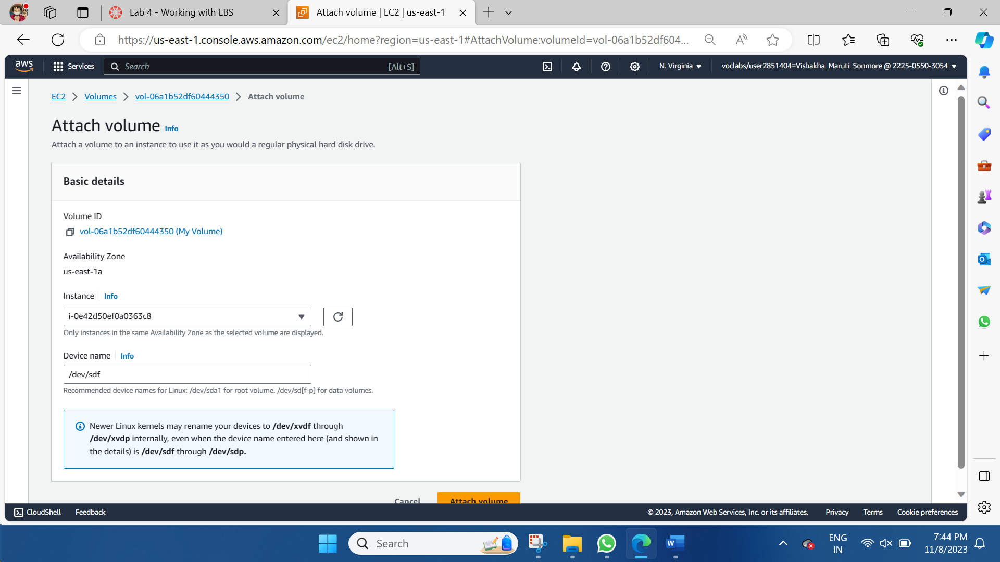 Lab 4 - Working with EBS
Attach volume | EC2 | us-east-1
https://us-east-1.console.aws.amazon.com/ec2/home?region=us-east-1#AttachVolume:volumeId=vol-06a1b52df604...
aws
Services
Search
[Alt+S]
N. Virginia
voclabs/user2851404=Vishakha_Maruti_Sonmore @ 2225-0550-3054
EC2
Volumes
vol-06a1b52df60444350
Attach volume
Attach volume Info
Attach a volume to an instance to use it as you would a regular physical hard disk drive.
Basic details
Volume ID
vol-06a1b52df60444350 (My Volume)
Availability Zone
us-east-1a
Instance Info
i-0e42d50ef0a0363c8
Only instances in the same Availability Zone as the selected volume are displayed.
Device name Info
/dev/sdf
Recommended device names for Linux: /dev/sda1 for root volume. /dev/sd[f-p] for data volumes.
Newer Linux kernels may rename your devices to /dev/xvdf through
/dev/xvdp internally, even when the device name entered here (and shown in
the details) is /dev/sdf through /dev/sdp.
Cancel
Attach volume
CloudShell
Feedback
© 2023, Amazon Web Services, Inc. or its affiliates.
Privacy
Terms
Cookie preferences
Search
ENG
IN
7:44 PM
11/8/2023